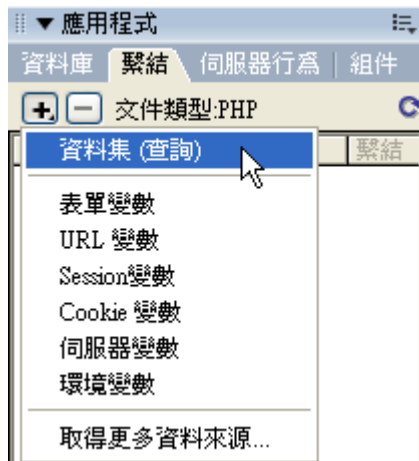 應用程式
資料庫 繫結 伺服器行為 組件
文件類型:PHP
資料集 (查詢)
繫結
表單變數
URL 變數
Session變數
Cookie 變數
伺服器變數
環境變數
取得更多資料來源...